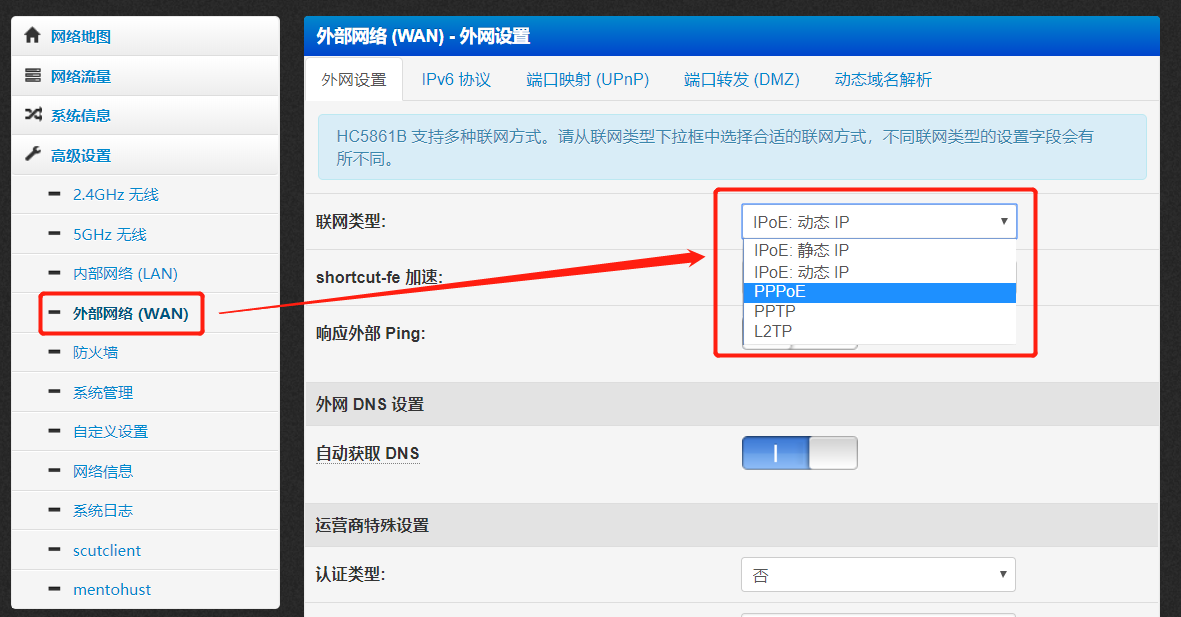 网络地图
网络流量
系统信息
高级设置
2.4GHz 无线
5GHz 无线
内部网络 (LAN)
外部网络 (WAN)
防火墙
系统管理
自定义设置
网络信息
系统日志
scutclient
mentohust
外部网络 (WAN) - 外网设置
外网设置 IPv6 协议 端口映射 (UPnP) 端口转发 (DMZ) 动态域名解析
HC5861B 支持多种联网方式。请从联网类型下拉框中选择合适的联网方式，不同联网类型的设置字段会有
所不同。
联网类型: IPoE: 动态 IP
IPoE: 静态 IP
IPoE: 动态 IP
PPPoE
PPTP
L2TP
shortcut-fe 加速:
响应外部 Ping:
外网 DNS 设置
自动获取 DNS
运营商特殊设置
认证类型: 否